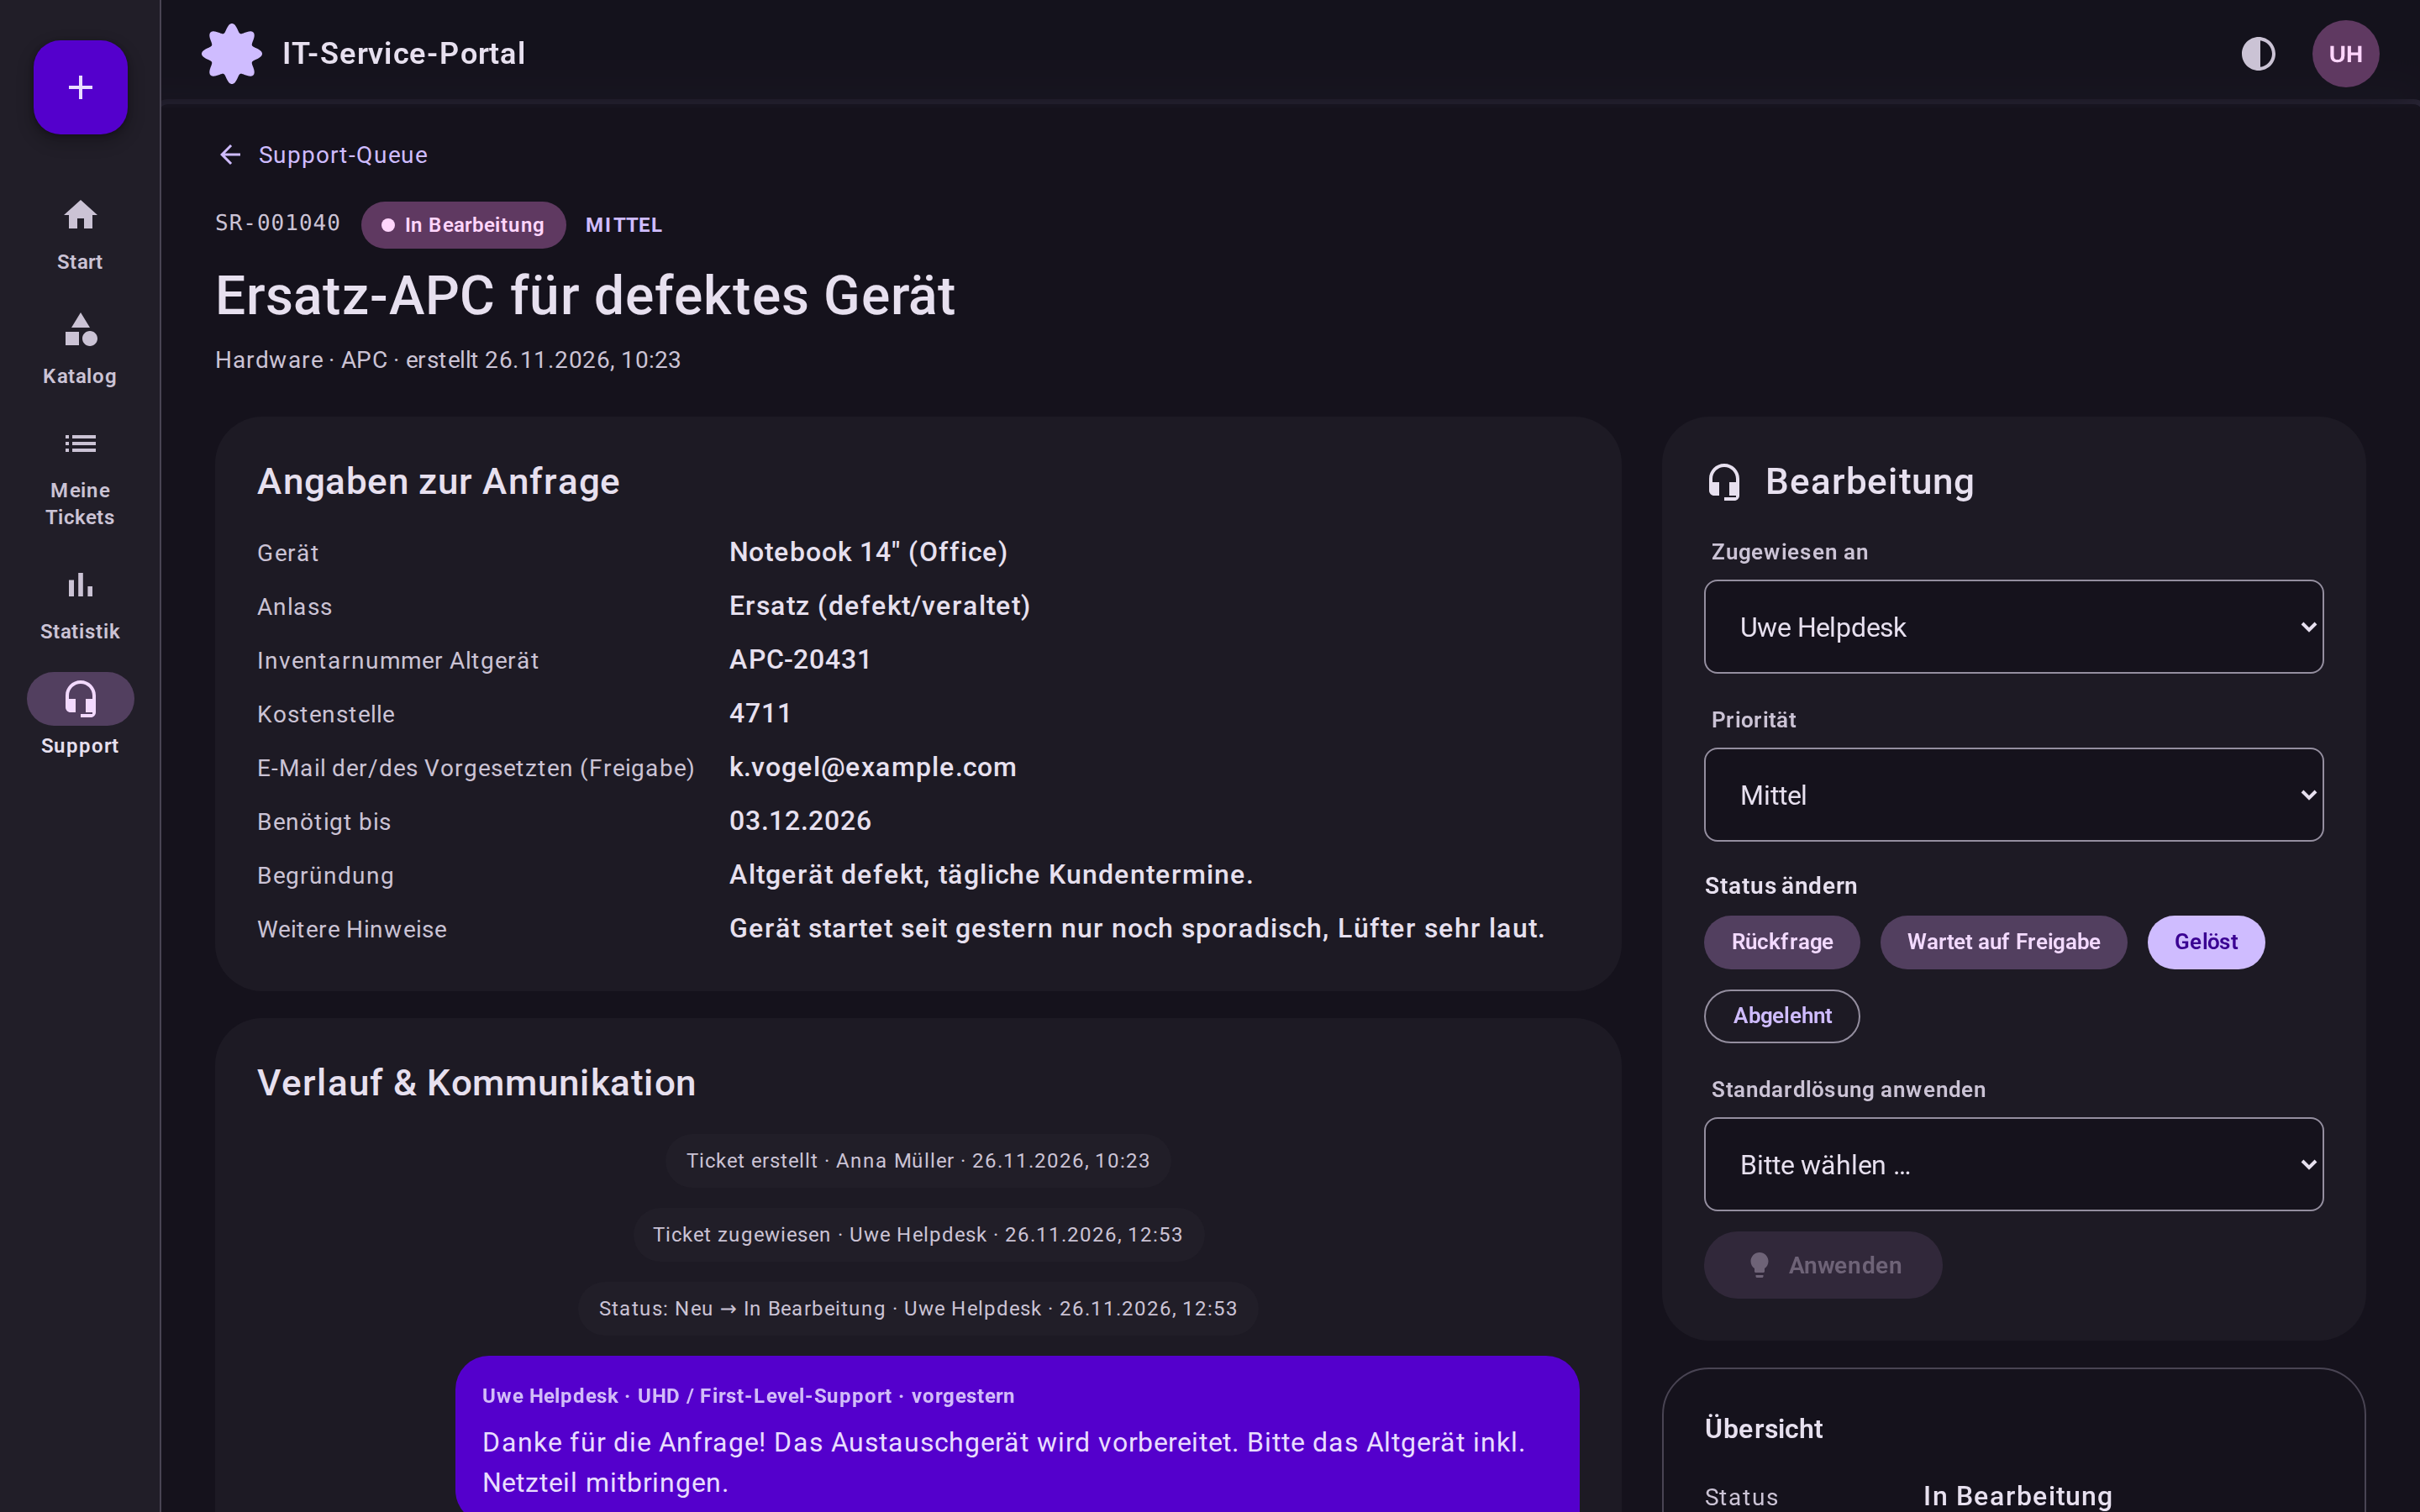 +
IT-Service-Portal
UH
Start
Katalog
Meine
Tickets
Statistik
Support
← Support-Queue
SR-001040
In Bearbeitung
MITTEL
Ersatz-APC für defektes Gerät
Hardware · APC · erstellt 26.11.2026, 10:23
Angaben zur Anfrage
Gerät Notebook 14" (Office)
Anlass Ersatz (defekt/veraltet)
Inventarnummer Altgerät APC-20431
Kostenstelle 4711
E-Mail der/des Vorgesetzten (Freigabe) k.vogel@example.com
Benötigt bis 03.12.2026
Begründung Altgerät defekt, tägliche Kundentermine.
Weitere Hinweise Gerät startet seit gestern nur noch sporadisch, Lüfter sehr laut.
Verlauf & Kommunikation
Ticket erstellt · Anna Müller · 26.11.2026, 10:23
Ticket zugewiesen · Uwe Helpdesk · 26.11.2026, 12:53
Status: Neu → In Bearbeitung · Uwe Helpdesk · 26.11.2026, 12:53
Uwe Helpdesk · UHD / First-Level-Support · vorgestern
Danke für die Anfrage! Das Austauschgerät wird vorbereitet. Bitte das Altgerät inkl.
Netzteil mitbringen.
Bearbeitung
Zugewiesen an
Uwe Helpdesk
Priorität
Mittel
Status ändern
Rückfrage
Wartet auf Freigabe
Gelöst
Abgelehnt
Standardlösung anwenden
Bitte wählen ...
Anwenden
Übersicht
Status In Bearbeitung